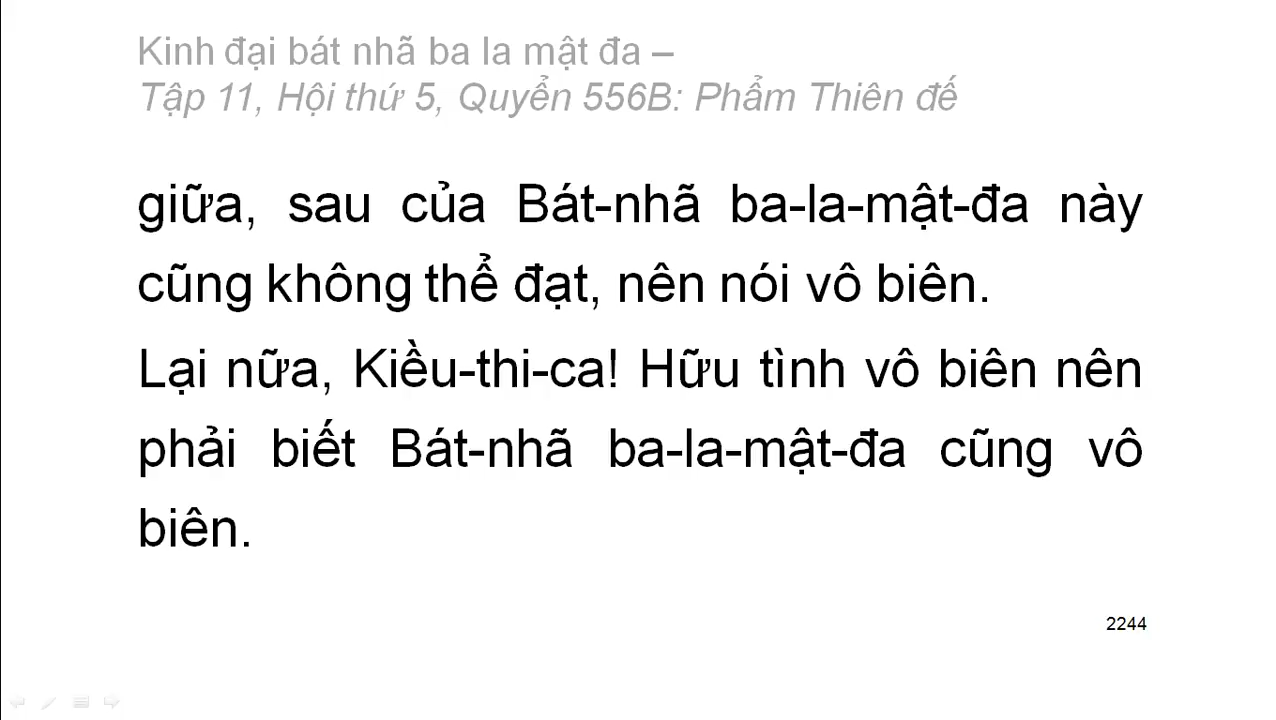 Kinh đại bát nhã ba la mật đa –
Tập 11, Hội thứ 5, Quyển 556B: Phẩm Thiên đế
giữa, sau của Bát-nhã ba-la-mật-đa này
cũng không thể đạt, nên nói vô biên.
Lại nữa, Kiều-thi-ca! Hữu tình vô biên nên
phải biết Bát-nhã ba-la-mật-đa cũng vô
biên.
2244